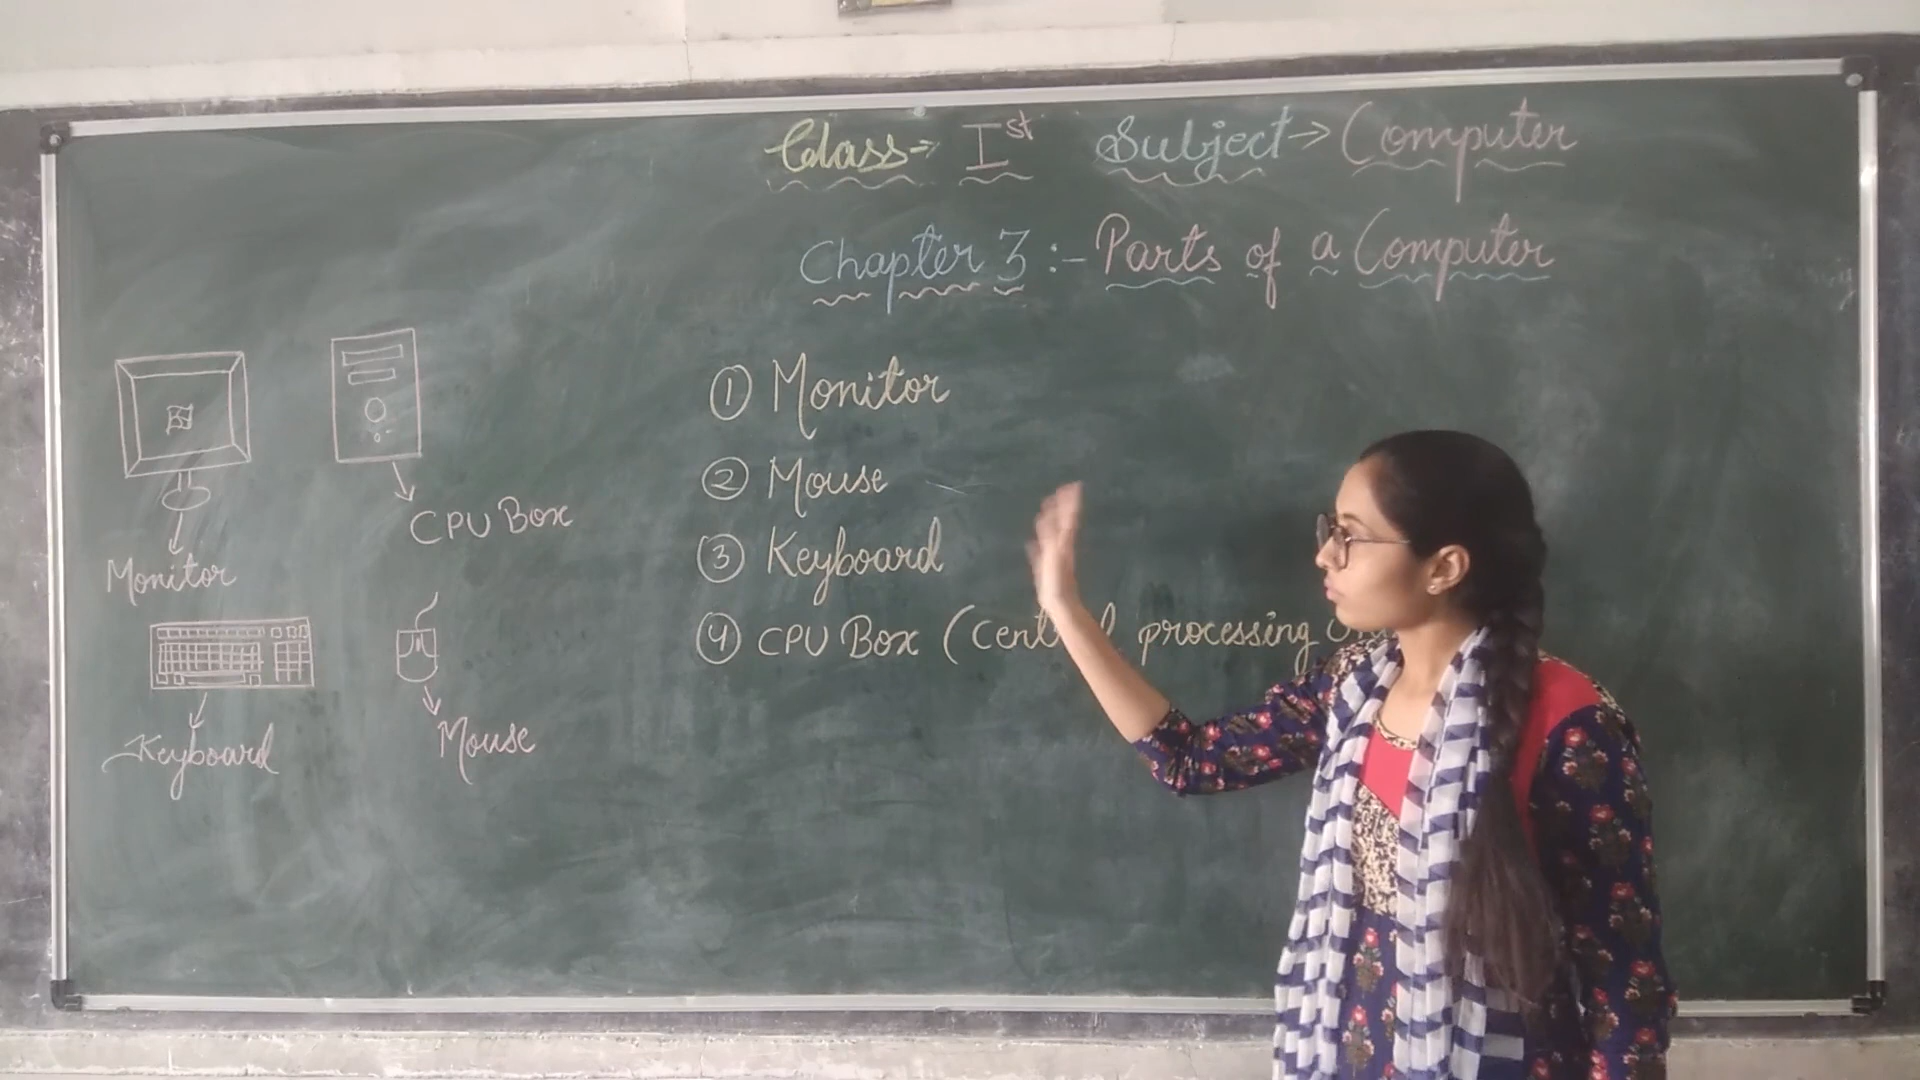 Class→ Ist Subject→ Computer
Chapter 3 :- Parts of a Computer
① Monitor
② Mouse
③ Keyboard
④ CPU Box ( processing
CPU Box
Monitor
Keyboard
Mouse